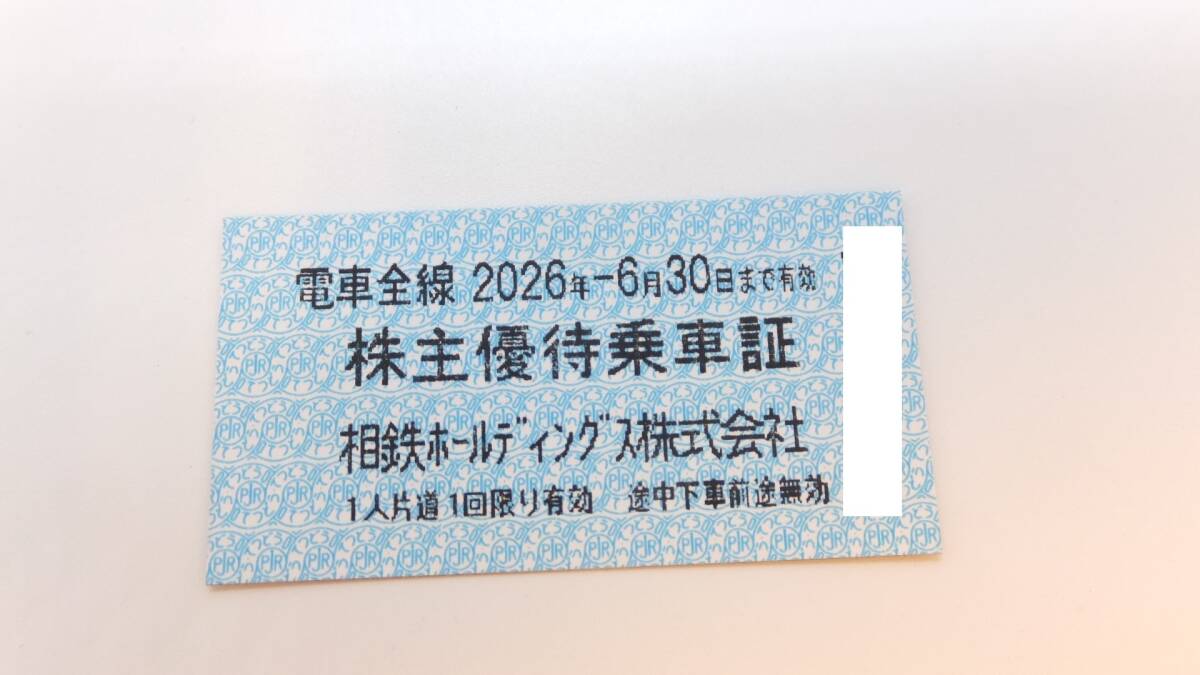 電車全線 2026年-6月30日まで有効
株主優待乗車証
相鉄ホールディングス株式会社
1人片道1回限り有効 途中下車前途無効